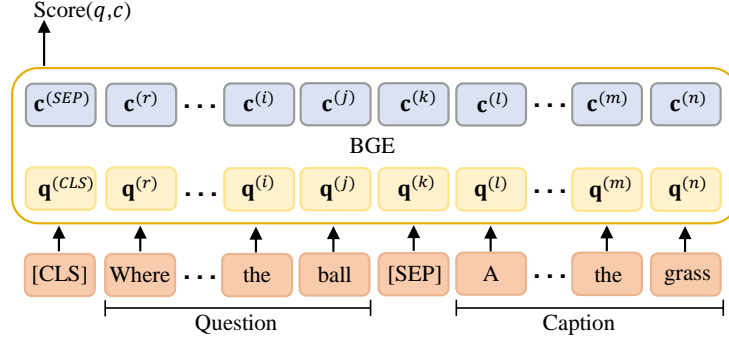 Score(q,c)
c^(SEP) c^(r) ... c^(i) c^(j) c^(k) c^(l) ... c^(m) c^(n)
BGE
q^(CLS) q^(r) ... q^(i) q^(j) q^(k) q^(l) ... q^(m) q^(n)
[CLS] Where ... the ball [SEP] A ... the grass
Question Caption